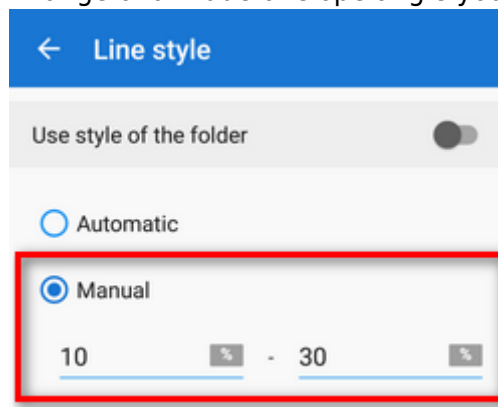 Line style
Use style of the folder
Automatic
Manual
10 % - 30 %